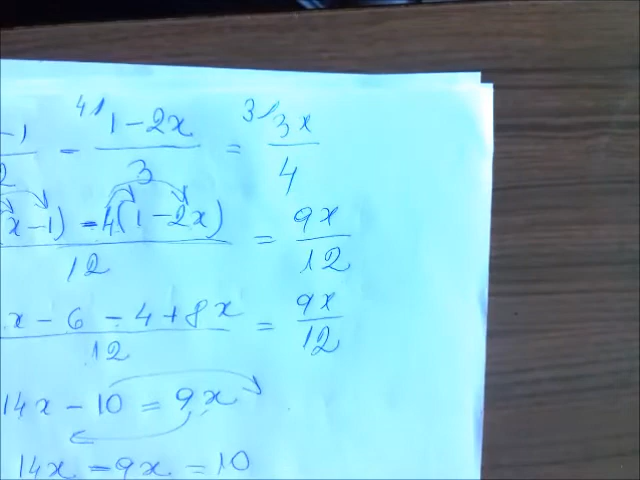 -1/2 - 4/ (1-2x)/3 = 3/ 3x/4
(x-1) - 4(1-2x) / 12 = 9x/12
x - 6 - 4 + 8x / 12 = 9x/12
14x - 10 = 9x
14x - 9x = 10